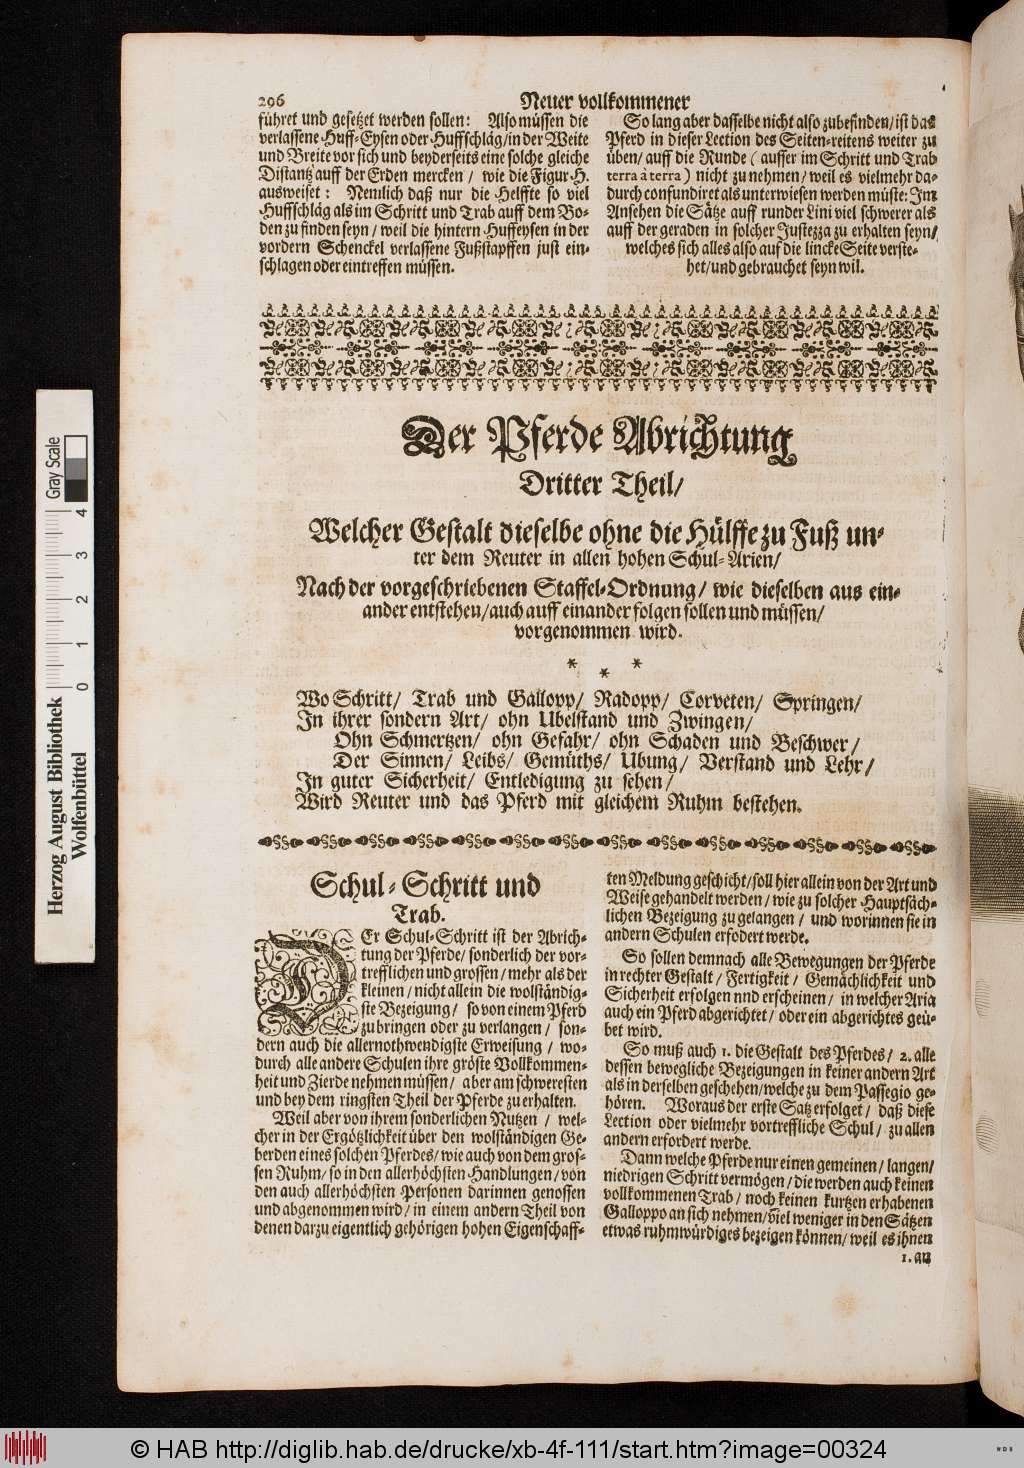 296
Neuer vollkommener
führet und gesetzet werden sollen: Also müssen die
verlassene Huff-Eysen oder Huffschläg/in der Weite
und Breite vor sich und beyderseits eine solche gleiche
Distantz auff der Erden mercken / wie die Figur H.
ausweiset: Nemlich daß nur die Helffte so viel
Huffschläg als im Schritt und Trab auff dem Bo-
den zu finden seyn/ weil die hintern Huffeysen in der
vordern Schenckel verlassene Fußstapffen just ein-
schlagen oder eintreffen müssen.
So lang aber dasselbe nicht also zubefinden/ist das
Pferd in dieser Lection des Seiten-reitens weiter zu
üben/ auff die Runde ( ausser im Schritt und Trab
terra à terra ) nicht zu nehmen/ weil es vielmehr da-
durch confundiret als unterwiesen werden müste: Im
Ansehen die Sätze auff runder Lini viel schwerer als
auff der geraden in solcher Justezza zu erhalten seyn/
welches sich alles also auf die lincke Seite verste-
het/und gebrauchet seyn wil.
Der Pferde Abrichtung
Dritter Theil/
Welcher Gestalt dieselbe ohne die Hülffe zu Fuß un-
ter dem Reuter in allen hohen Schul-Arien/
Nach der vorgeschriebenen Staffel-Ordnung/ wie dieselben aus ein-
ander entstehen/auch auff einander folgen sollen und müssen/
vorgenommen wird.
* * *
Wo Schritt/ Trab und Gallopp/ Radopp/ Corveten/ Springen/
In ihrer sondern Art/ ohn Ubelstand und Zwingen/
Ohn Schmertzen/ ohn Gefahr/ ohn Schaden und Beschwer/
Der Sinnen/ Leibs/ Gemüths/ Ubung/ Verstand und Lehr/
In guter Sicherheit/ Entledigung zu sehen/
Wird Reuter und das Pferd mit gleichem Ruhm bestehen.
Schul-Schritt und
Trab.
DEr Schul-Schritt ist der Abrich-
tung der Pferde/ sonderlich der vor-
trefflichen und grossen/ mehr als der
kleinen/ nicht allein die wolständig-
ste Bezeigung/ so von einem Pferd
zu bringen oder zu verlangen/ son-
dern auch die allernothwendigste Erweisung / wo-
durch alle andere Schulen ihre gröste Vollkommen-
heit und Zierde nehmen müssen/ aber am schweresten
und bey dem ringsten Theil der Pferde zu erhalten.
Weil aber von ihrem sonderlichen Nutzen / wel-
cher in der Ergötzlichkeit über den wolständigen Ge-
berden eines solchen Pferdes/ wie auch von dem gros-
sen Ruhm/ so in den allerhöchsten Handlungen/ von
den auch allerhöchsten Personen darinnen genossen
und abgenommen wird/ in einem andern Theil von
denen darzu eigentlich gehörigen hohen Eigenschaff-
ten Meldung geschicht/soll hier allein von der Art und
Weise gehandelt werden/ wie zu solcher Hauptsäch-
lichen Bezeigung zu gelangen/ und worinnen sie in
andern Schulen erfodert werde.
So sollen demnach alle Bewegungen der Pferde
in rechter Gestalt/ Fertigkeit/ Gemächlichkeit und
Sicherheit erfolgen nnd erscheinen/ in welcher Aria
auch ein Pferd abgerichtet/ oder ein abgerichtes geü-
bet wird.
So muß auch 1. die Gestalt des Pferdes/ 2. alle
dessen bewegliche Bezeigungen in keiner andern Art
als in derselben geschehen/welche zu dem Passegio ge-
hören. Woraus der erste Satz erfolget/ daß diese
Lection oder vielmehr vortreffliche Schul/ zu allen
andern erfordert werde.
Dann welche Pferde nur einen gemeinen/ langen/
niedrigen Schritt vermögen/ die werden auch keinen
vollkommenen Trab/ noch keinen kurtzen erhabenen
Galloppo an sich nehmen/ viel weniger in den Sätzen
etwas ruhmwürdiges bezeigen können/ weil es ihnen
1. an
Herzog August Bibliothek
Wolfenbüttel
Gray Scale
0 1 2 3 4
© HAB http://diglib.hab.de/drucke/xb-4f-111/start.htm?image=00324